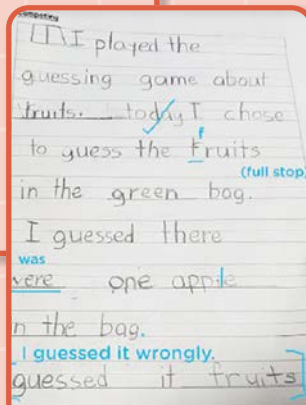 I played the
guessing game about
fruits. today I chose
f
to guess the Fruits
(full stop)
in the green bag.
I guessed there
was
were one apple
n the bag.
I guessed it wrongly.
guessed it fruits